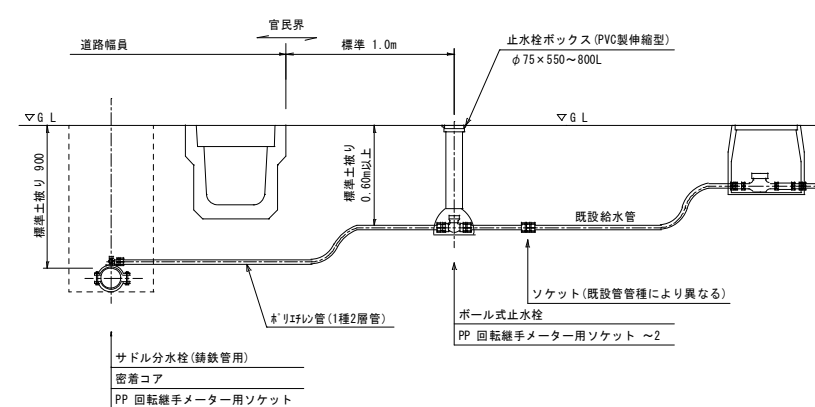 官民界
道路幅員
標準 1.0m
止水栓ボックス(PVC製伸縮型)
φ75×550～800L
▽GL
▽GL
標準土被り 900
標準土被り
0.60m以上
既設給水管
ソケット(既設管管種により異なる)
ﾎﾟﾘｴﾁﾚﾝ管(1種2層管)
ボール式止水栓
PP 回転継手メーター用ソケット ～2
サドル分水栓(鋳鉄管用)
密着コア
PP 回転継手メーター用ソケット